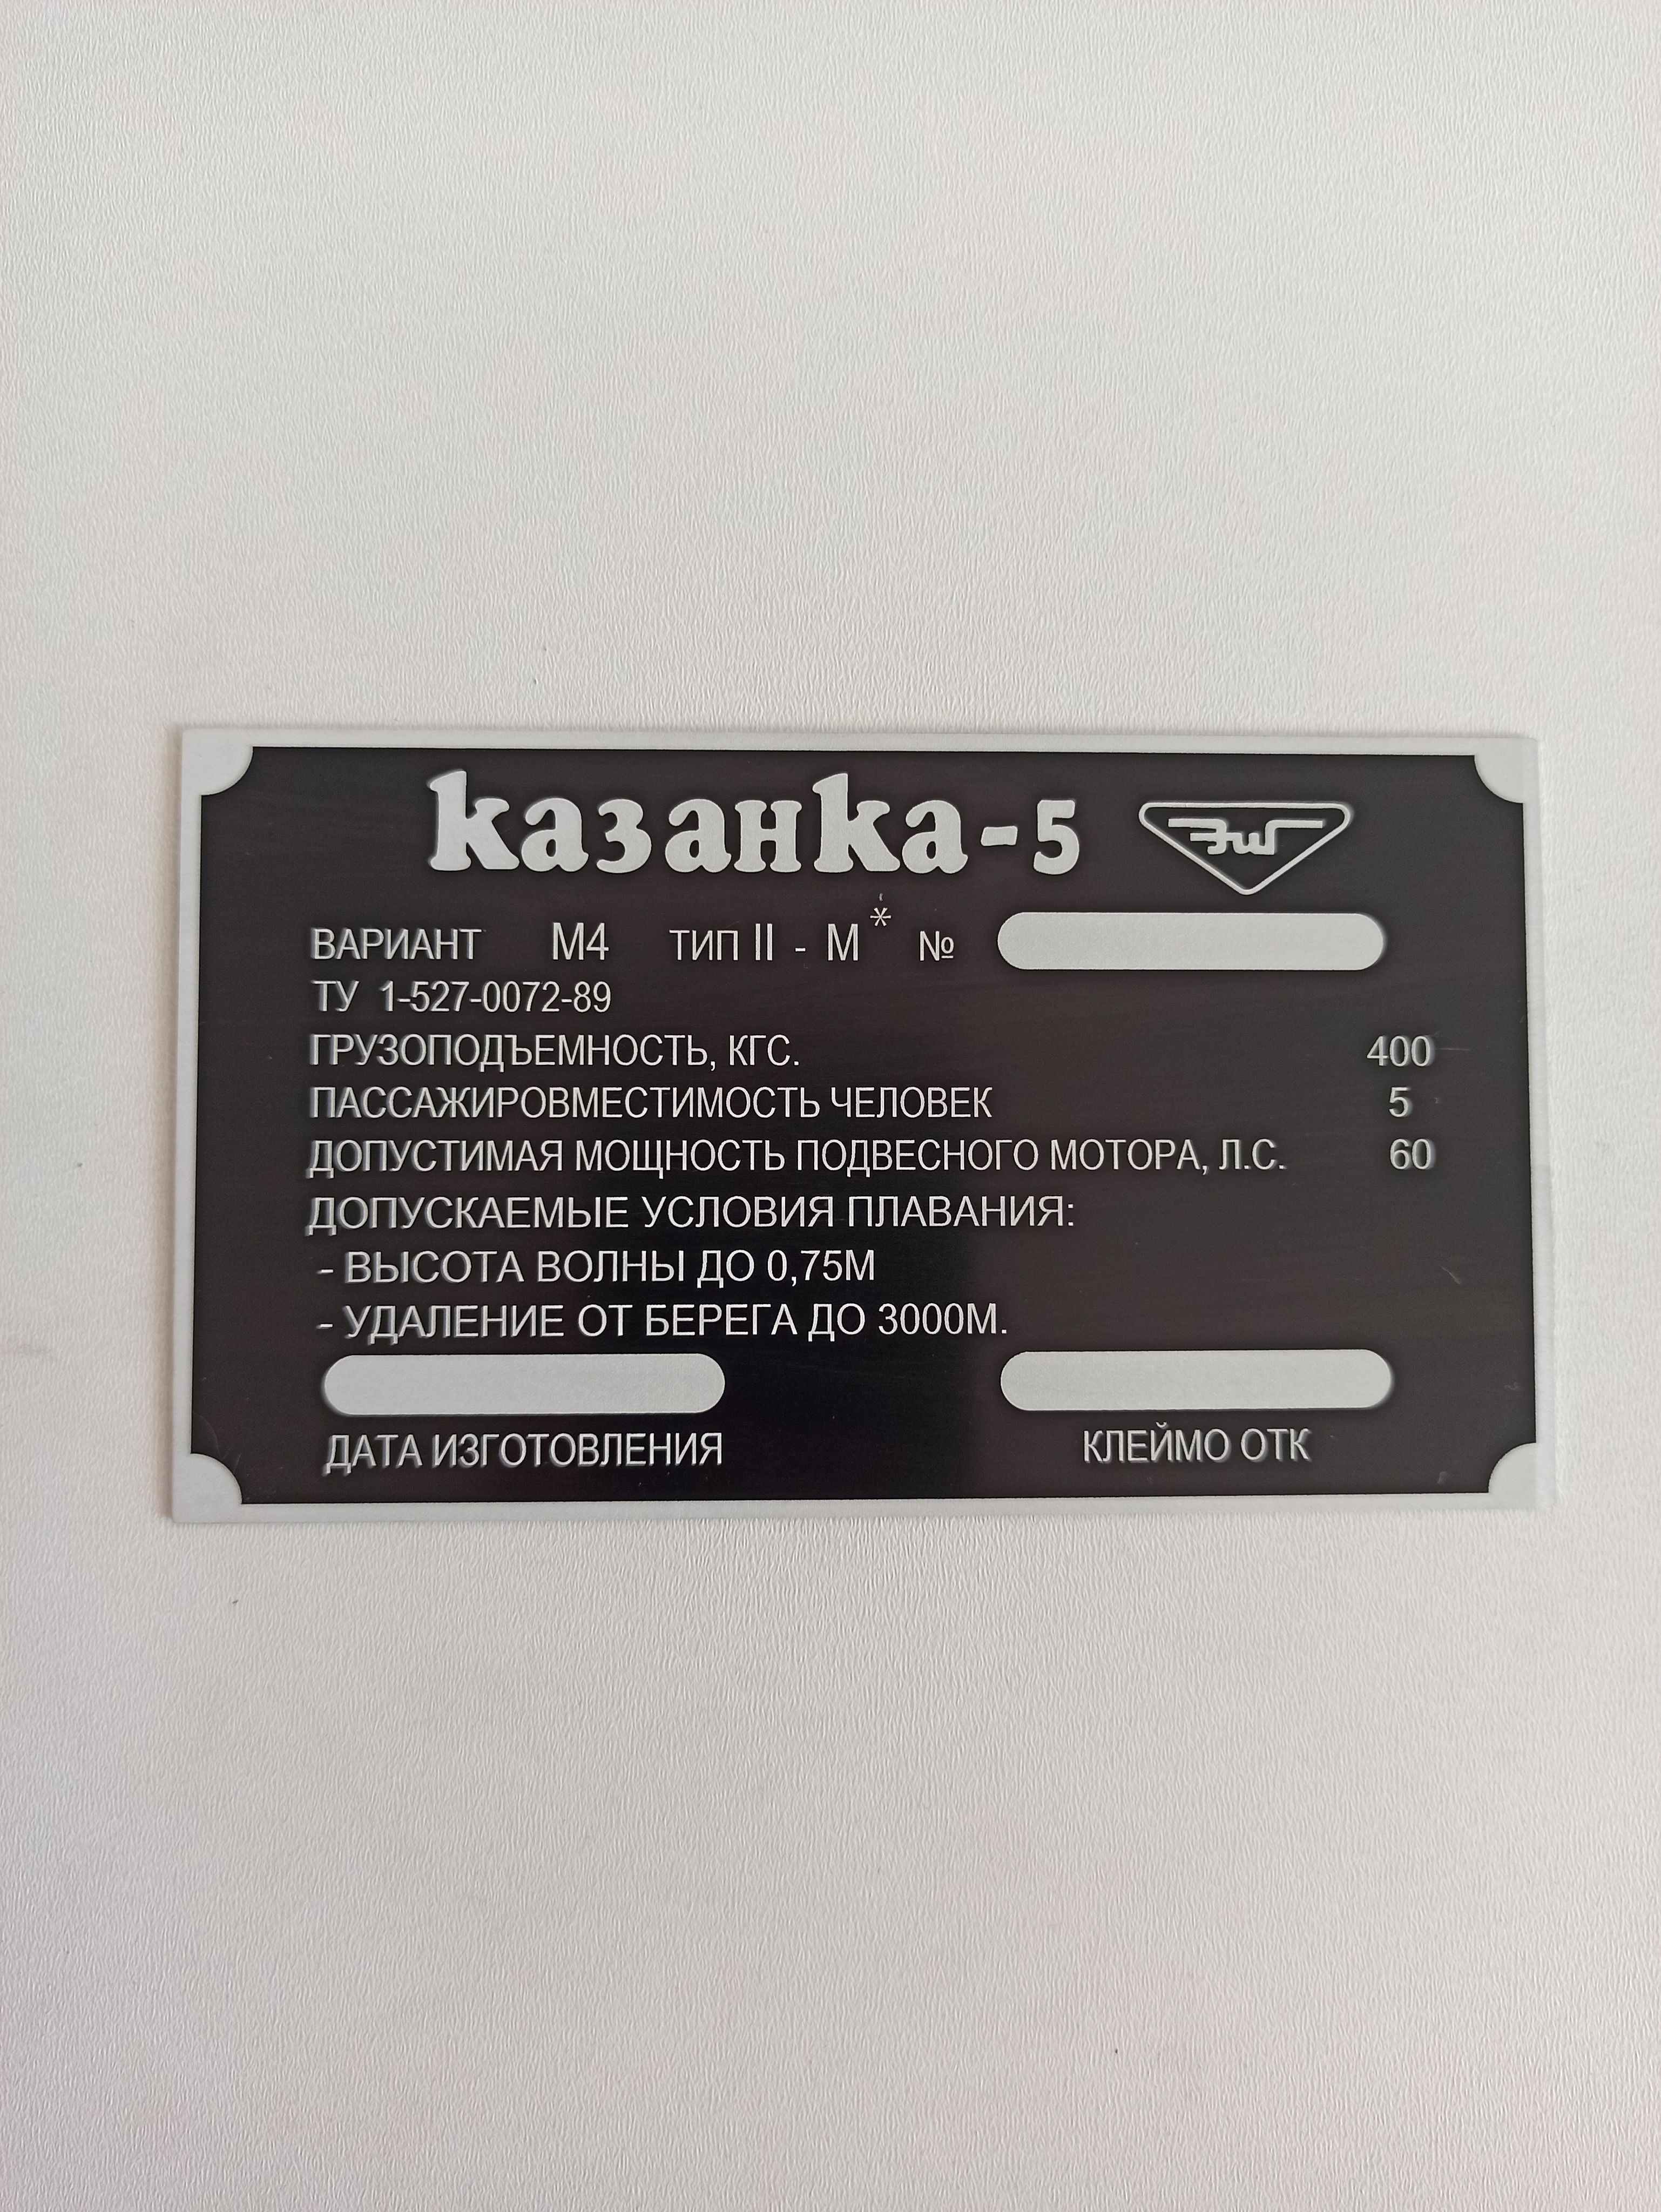 казанка-5
ВАРИАНТ М4 ТИП II - М* №
ТУ 1-527-0072-89
ГРУЗОПОДЪЕМНОСТЬ, КГС. 400
ПАССАЖИРОВМЕСТИМОСТЬ ЧЕЛОВЕК 5
ДОПУСТИМАЯ МОЩНОСТЬ ПОДВЕСНОГО МОТОРА, Л.С. 60
ДОПУСКАЕМЫЕ УСЛОВИЯ ПЛАВАНИЯ:
- ВЫСОТА ВОЛНЫ ДО 0,75М
- УДАЛЕНИЕ ОТ БЕРЕГА ДО 3000М.
ДАТА ИЗГОТОВЛЕНИЯ КЛЕЙМО ОТК